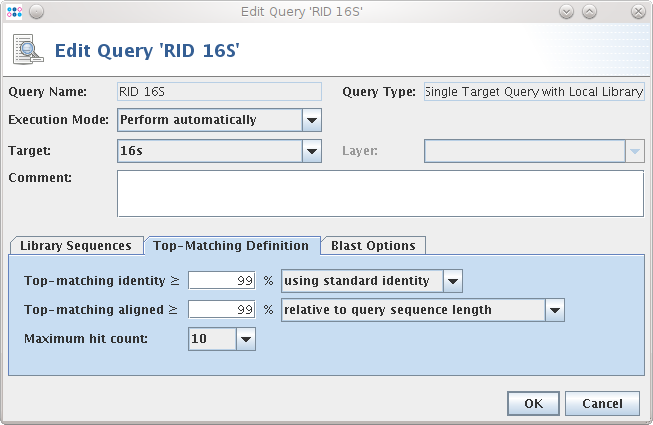 Edit Query 'RID 16S'
Edit Query 'RID 16S'
Query Name: RID 16S Query Type: Single Target Query with Local Library
Execution Mode: Perform automatically
Target: 16s Layer:
Comment:
Library Sequences Top-Matching Definition Blast Options
Top-matching identity ≥ 99 % using standard identity
Top-matching aligned ≥ 99 % relative to query sequence length
Maximum hit count: 10
OK Cancel